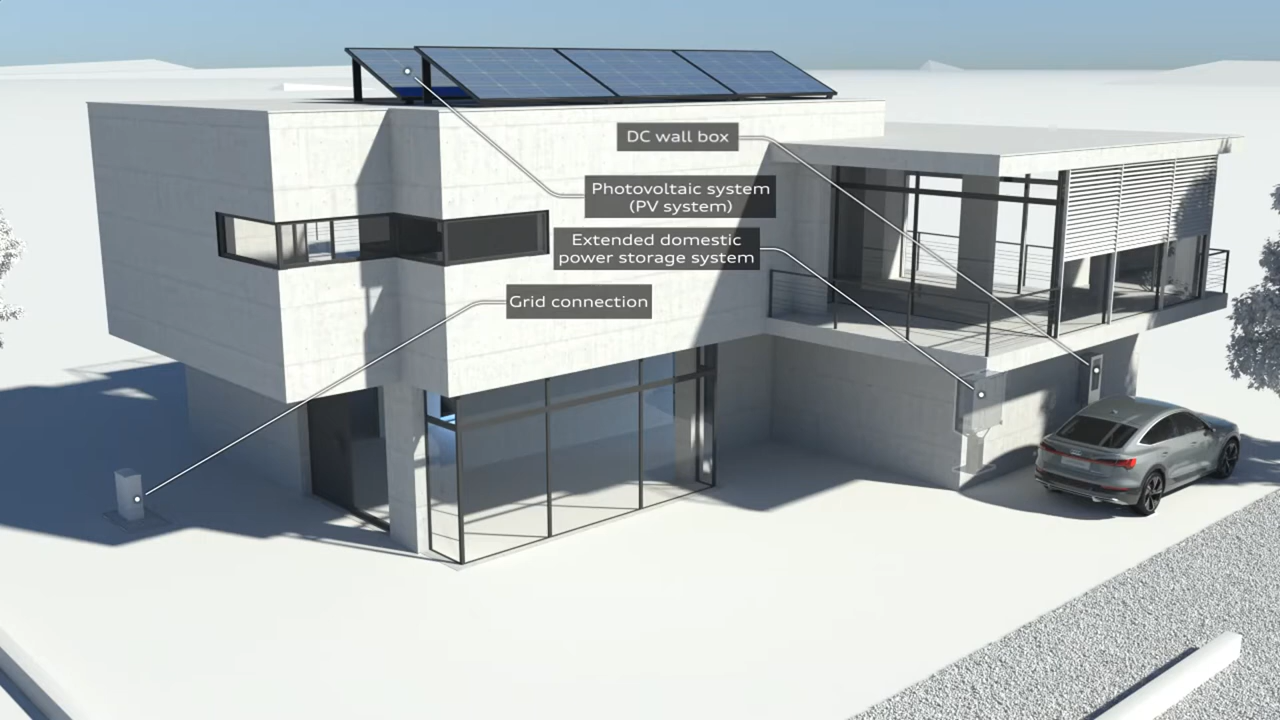 DC wall box
Photovoltaic system
(PV system)
Extended domestic
power storage system
Grid connection